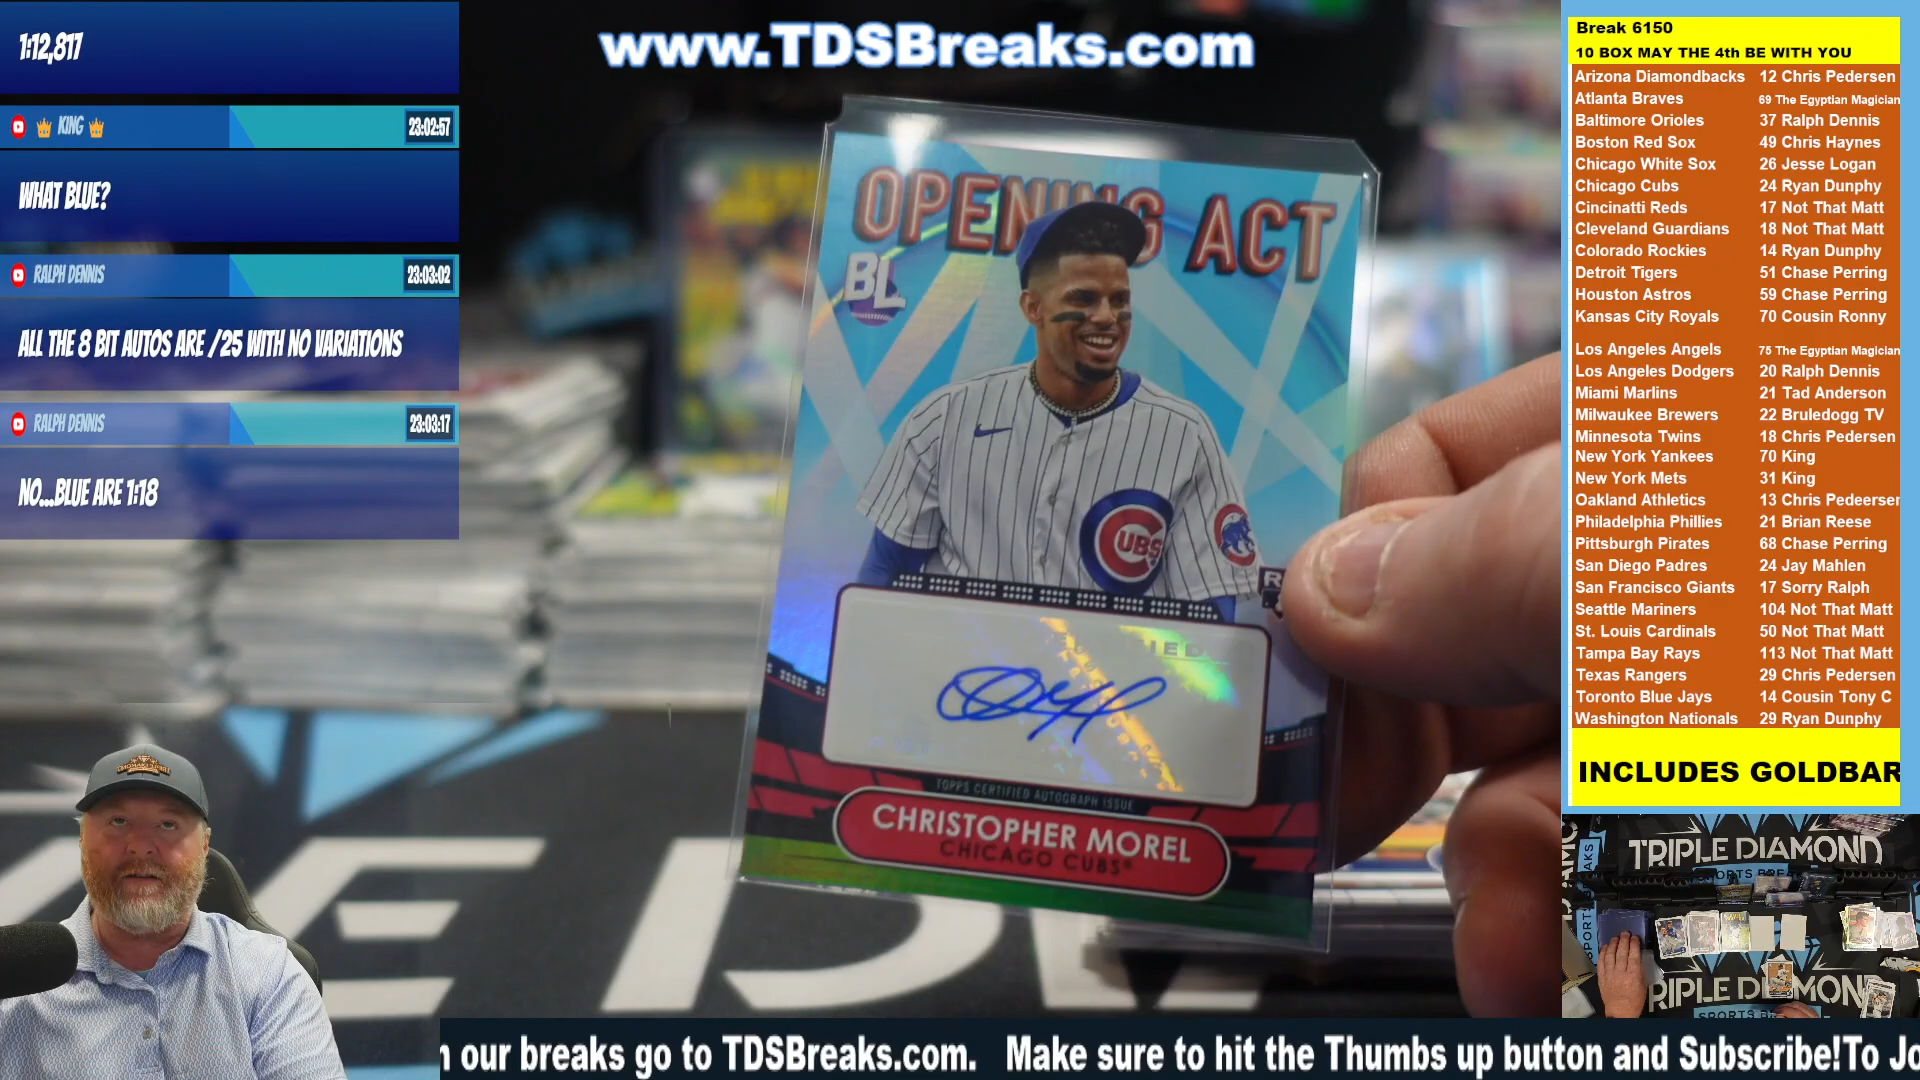 1:12,817
KING
23:02:57
WHAT BLUE?
RALPH DENNIS
23:03:02
ALL THE 8 BIT AUTOS ARE /25 WITH NO VARIATIONS
RALPH DENNIS
23:03:17
NO...BLUE ARE 1:18
www.TDSBreaks.com
OPENING ACT
BL
CUBS
TOPPS CERTIFIED AUTOGRAPH ISSUE
CHRISTOPHER MOREL
CHICAGO CUBS®
Break 6150
10 BOX MAY THE 4th BE WITH YOU
Arizona Diamondbacks 12 Chris Pedersen
Atlanta Braves 69 The Egyptian Magician
Baltimore Orioles 37 Ralph Dennis
Boston Red Sox 49 Chris Haynes
Chicago White Sox 26 Jesse Logan
Chicago Cubs 24 Ryan Dunphy
Cincinatti Reds 17 Not That Matt
Cleveland Guardians 18 Not That Matt
Colorado Rockies 14 Ryan Dunphy
Detroit Tigers 51 Chase Perring
Houston Astros 59 Chase Perring
Kansas City Royals 70 Cousin Ronny
Los Angeles Angels 75 The Egyptian Magician
Los Angeles Dodgers 20 Ralph Dennis
Miami Marlins 21 Tad Anderson
Milwaukee Brewers 22 Bruledogg TV
Minnesota Twins 18 Chris Pedersen
New York Yankees 70 King
New York Mets 31 King
Oakland Athletics 13 Chris Pedeersen
Philadelphia Phillies 21 Brian Reese
Pittsburgh Pirates 68 Chase Perring
San Diego Padres 24 Jay Mahlen
San Francisco Giants 17 Sorry Ralph
Seattle Mariners 104 Not That Matt
St. Louis Cardinals 50 Not That Matt
Tampa Bay Rays 113 Not That Matt
Texas Rangers 29 Chris Pedersen
Toronto Blue Jays 14 Cousin Tony C
Washington Nationals 29 Ryan Dunphy
INCLUDES GOLDBAR
TRIPLE DIAMOND
SPORTS BREAKS
TRIPLE DIAMOND
n our breaks go to TDSBreaks.com. Make sure to hit the Thumbs up button and Subscribe!To Jo